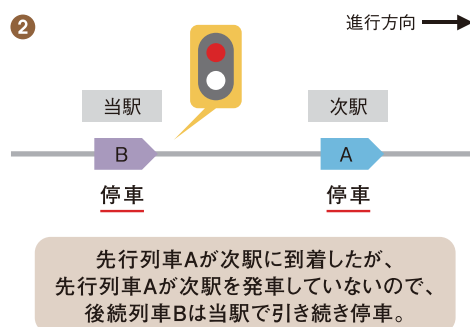 2
進行方向
当駅
次駅
B
A
停車
停車
先行列車Aが次駅に到着したが、
先行列車Aが次駅を発車していないので、
後続列車Bは当駅で引き続き停車。